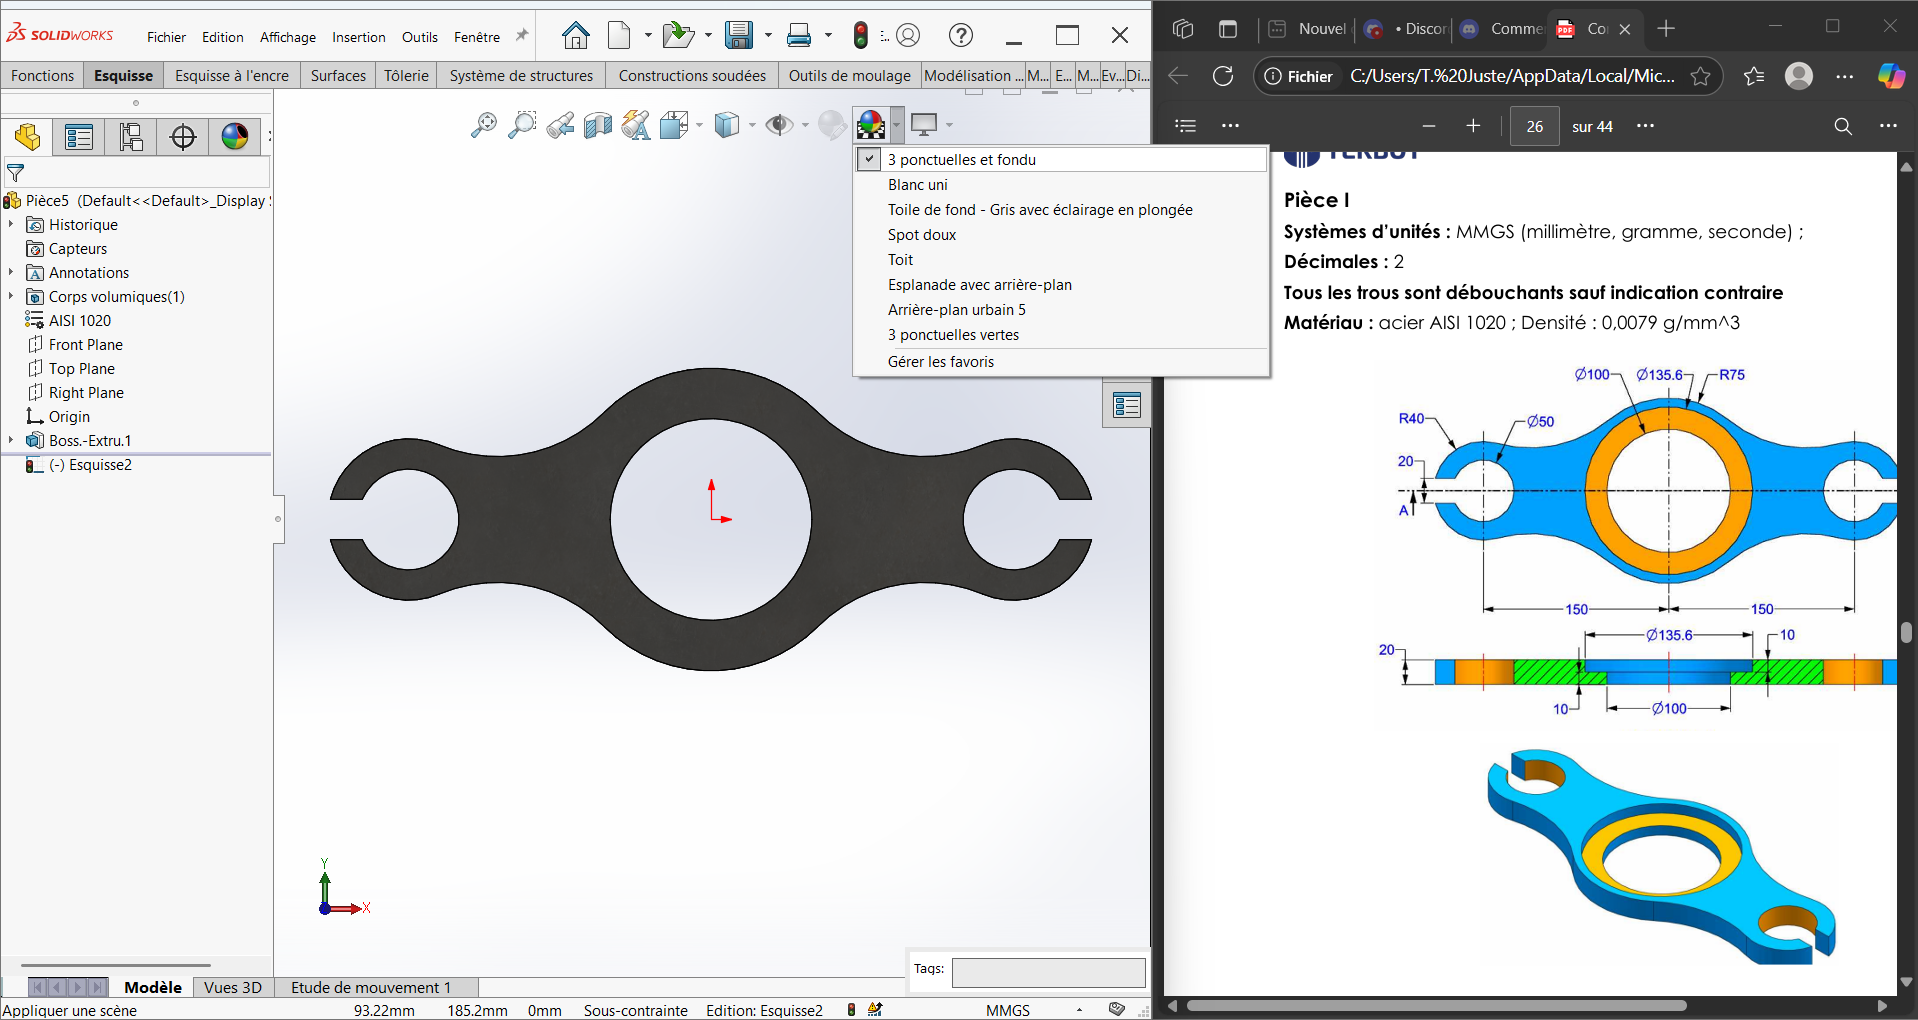 SOLIDWORKS
Fichier Edition Affichage Insertion Outils Fenêtre
Fonctions Esquisse Esquisse à l'encre Surfaces Tôlerie Système de structures Constructions soudées Outils de moulage Modélisation ... M... E... M... Ev... Di...
Pièce5 (Default<<Default>_Display
Historique
Capteurs
Annotations
Corps volumiques(1)
AISI 1020
Front Plane
Top Plane
Right Plane
Origin
Boss.-Extru.1
(-) Esquisse2
3 ponctuelles et fondu
Blanc uni
Toile de fond - Gris avec éclairage en plongée
Spot doux
Toit
Esplanade avec arrière-plan
Arrière-plan urbain 5
3 ponctuelles vertes
Gérer les favoris
Y
X
Tags:
Modèle Vues 3D Etude de mouvement 1
Appliquer une scène 93.22mm 185.2mm 0mm Sous-contrainte Edition: Esquisse2 MMGS
Nouvel • Discor Comme PDF Co
Fichier C:/Users/T.%20Juste/AppData/Local/Mic...
26 sur 44
Pièce I
Systèmes d'unités : MMGS (millimètre, gramme, seconde) ;
Décimales : 2
Tous les trous sont débouchants sauf indication contraire
Matériau : acier AISI 1020 ; Densité : 0,0079 g/mm^3
Ø100 Ø135.6 R75
R40 Ø50
20
A
150 150
Ø135.6 10
20
10 Ø100